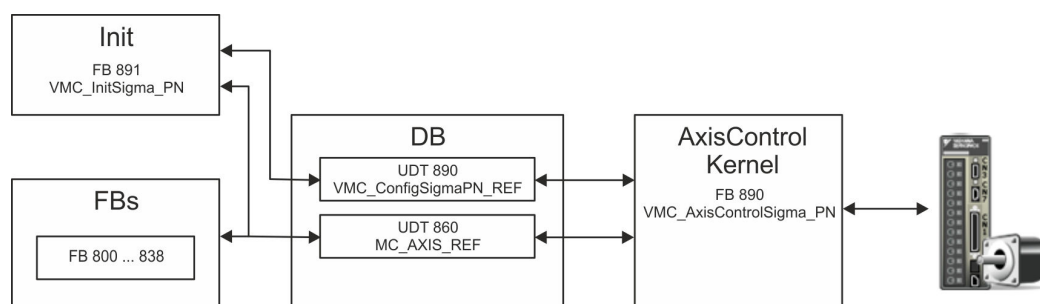 Init
FB 891
VMC_InitSigma_PN
FBs
FB 800 ... 838
DB
UDT 890
VMC_ConfigSigmaPN_REF
UDT 860
MC_AXIS_REF
AxisControl
Kernel
FB 890
VMC_AxisControlSigma_PN